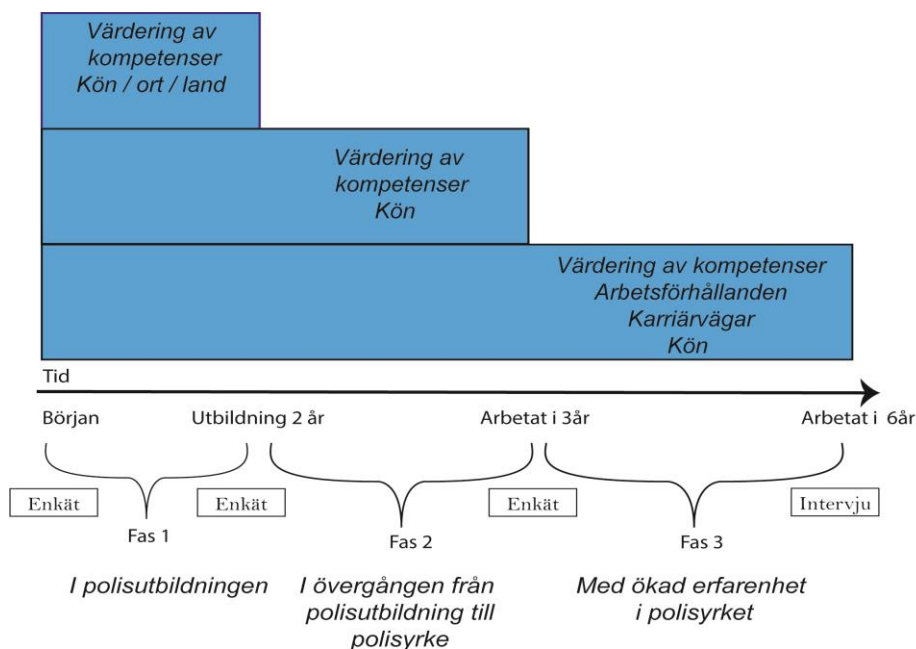 Värdering av
kompetenser
Kön / ort / land
Värdering av
kompetenser
Kön
Värdering av kompetenser
Arbetsförhållanden
Karriärvägar
Kön
Tid
Början
Utbildning 2 år
Arbetat i 3år
Arbetat i 6år
Enkät
Enkät
Enkät
Intervju
Fas 1
Fas 2
Fas 3
I polisutbildningen
I övergången från
polisutbildning till
polisyrke
Med ökad erfarenhet
i polisyrket